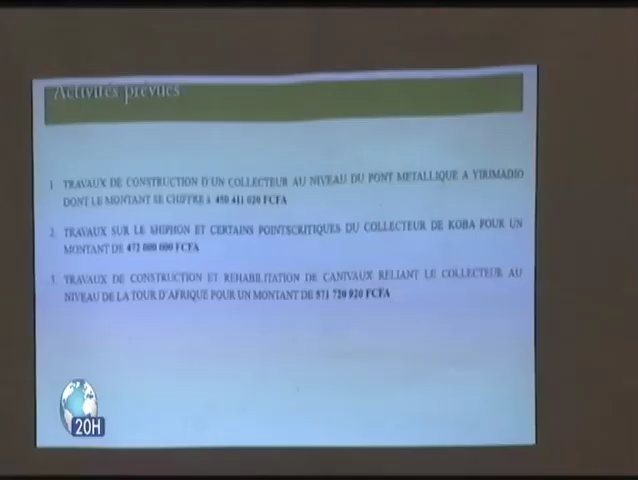 Activités prévues
1. TRAVAUX DE CONSTRUCTION D'UN COLLECTEUR AU NIVEAU DU PONT METALLIQUE A YIRIMADIO
DONT LE MONTANT SE CHIFFRE à 450 411 020 FCFA
2. TRAVAUX SUR LE SHIPHON ET CERTAINS POINTSCRITIQUES DU COLLECTEUR DE KOBA POUR UN
MONTANT DE 472 000 000 FCFA
3. TRAVAUX DE CONSTRUCTION ET REHABILITATION DE CANIVAUX RELIANT LE COLLECTEUR AU
NIVEAU DE LA TOUR D'AFRIQUE POUR UN MONTANT DE 571 720 920 FCFA
20H